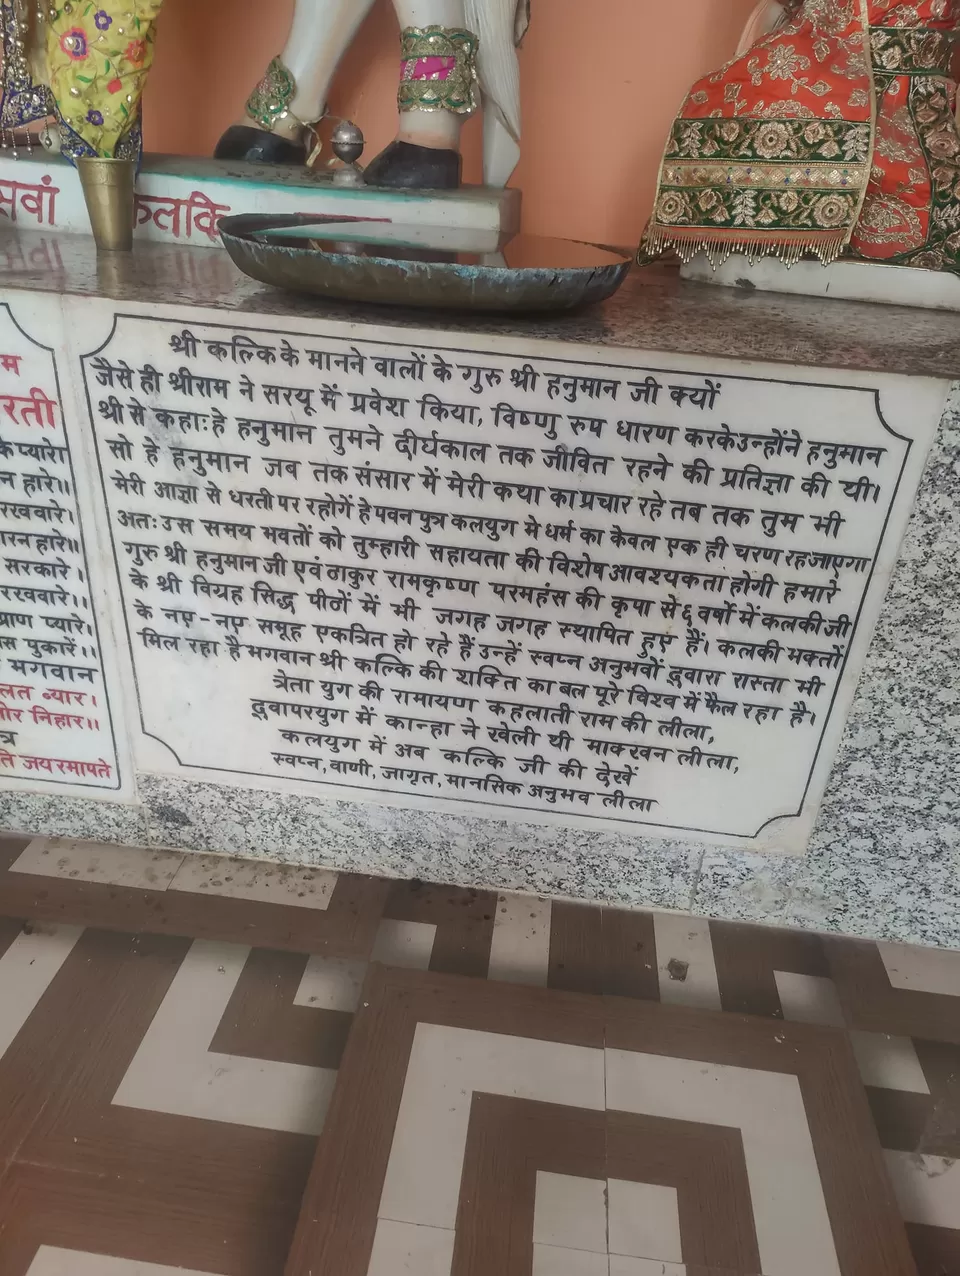 सवां कलकि
श्री कल्कि के मानने वालों के गुरु श्री हनुमान जी क्यों
जैसे ही श्रीराम ने सरयू में प्रवेश किया, विष्णु रुप धारण करके उन्होंने हनुमान
श्री से कहाः हे हनुमान तुमने दीर्घकाल तक जीवित रहने की प्रतिज्ञा की थी।
सो हे हनुमान जब तक संसार में मेरी कथा का प्रचार रहे तब तक तुम भी
मेरी आज्ञा से धरती पर रहोगें हे पवन पुत्र कलयुग मे धर्म का केवल एक ही चरण रह जाएगा
अतः उस समय भक्तों को तुम्हारी सहायता की विशेष आवश्यकता होगी हमारे
गुरु श्री हनुमान जी एवं ठाकुर रामकृष्ण परमहंस की कृपा से ६ वर्षो में कलकी जी
के श्री विग्रह सिद्ध पीठों में भी जगह जगह स्थापित हुए हैं। कलकी भक्तों
के नए-नए समूह एकत्रित हो रहे हैं उन्हें स्वप्न अनुभवों द्वारा रास्ता भी
मिल रहा है भगवान श्री कल्कि की शक्ति का बल पूरे विश्व में फैल रहा है।
त्रेता युग की रामायण कहलाती राम की लीला,
द्वापरयुग में कान्हा ने खेली थी माक्खन लीला,
कलयुग में अब कल्कि जी की देखें
स्वप्न, वाणी, जागृत, मानसिक अनुभव लीला
म
रती
के प्यारो
न हारे॥
रखवारे।
ारन हारे॥
सरकारे।
रखवारे।।
प्राण प्यारे।
स पुकारें।।
भगवान
लत ब्यार।
ोर निहार।।
त्र
ते जय रमापते